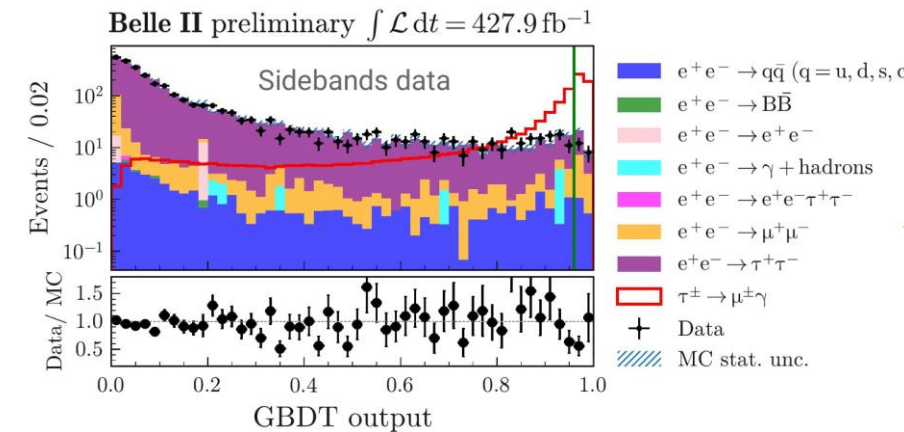 Belle II preliminary ∫ ℒ dt = 427.9 fb⁻¹
Sidebands data
Events / 0.02
10²
10¹
10⁰
10⁻¹
e⁺e⁻ → qq̄ (q = u, d, s, c
e⁺e⁻ → BB̄
e⁺e⁻ → e⁺e⁻
e⁺e⁻ → γ + hadrons
e⁺e⁻ → e⁺e⁻τ⁺τ⁻
e⁺e⁻ → μ⁺μ⁻
e⁺e⁻ → τ⁺τ⁻
τ± → μ±γ
Data
MC stat. unc.
Data/ MC
1.5
1.0
0.5
0.0 0.2 0.4 0.6 0.8 1.0
GBDT output